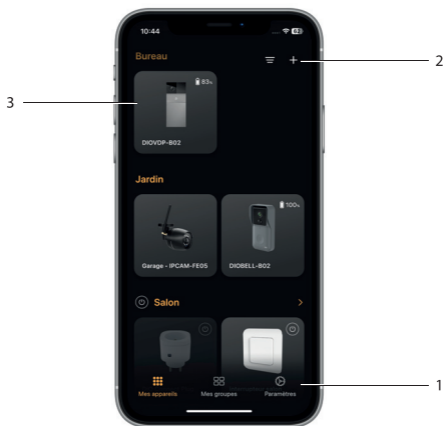 10:44
Bureau
83%
DIOVDP-B02
Jardin
100%
Garage - IPCAM-FE05
DIOBELL-B02
Salon
Mes appareils
Mes groupes
Paramètres
1
2
3